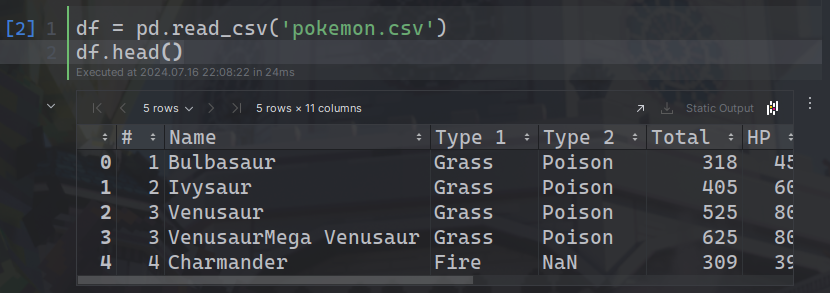 [2] 1 df = pd.read_csv('pokemon.csv')
2 df.head()
Executed at 2024.07.16 22:08:22 in 24ms
5 rows 5 rows × 11 columns Static Output
# Name Type 1 Type 2 Total HP
0 1 Bulbasaur Grass Poison 318 45
1 2 Ivysaur Grass Poison 405 60
2 3 Venusaur Grass Poison 525 80
3 3 VenusaurMega Venusaur Grass Poison 625 80
4 4 Charmander Fire NaN 309 39